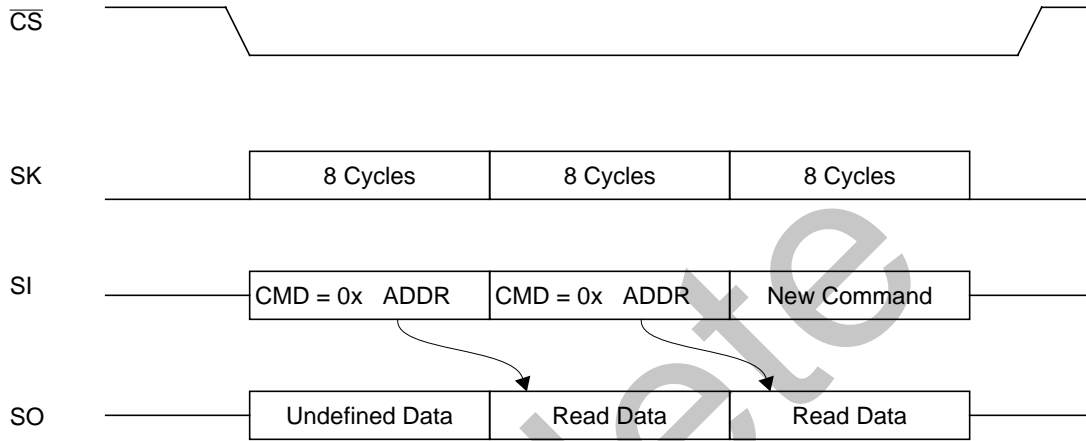 CS
SK 8 Cycles 8 Cycles 8 Cycles
SI CMD = 0x ADDR CMD = 0x ADDR New Command
SO Undefined Data Read Data Read Data